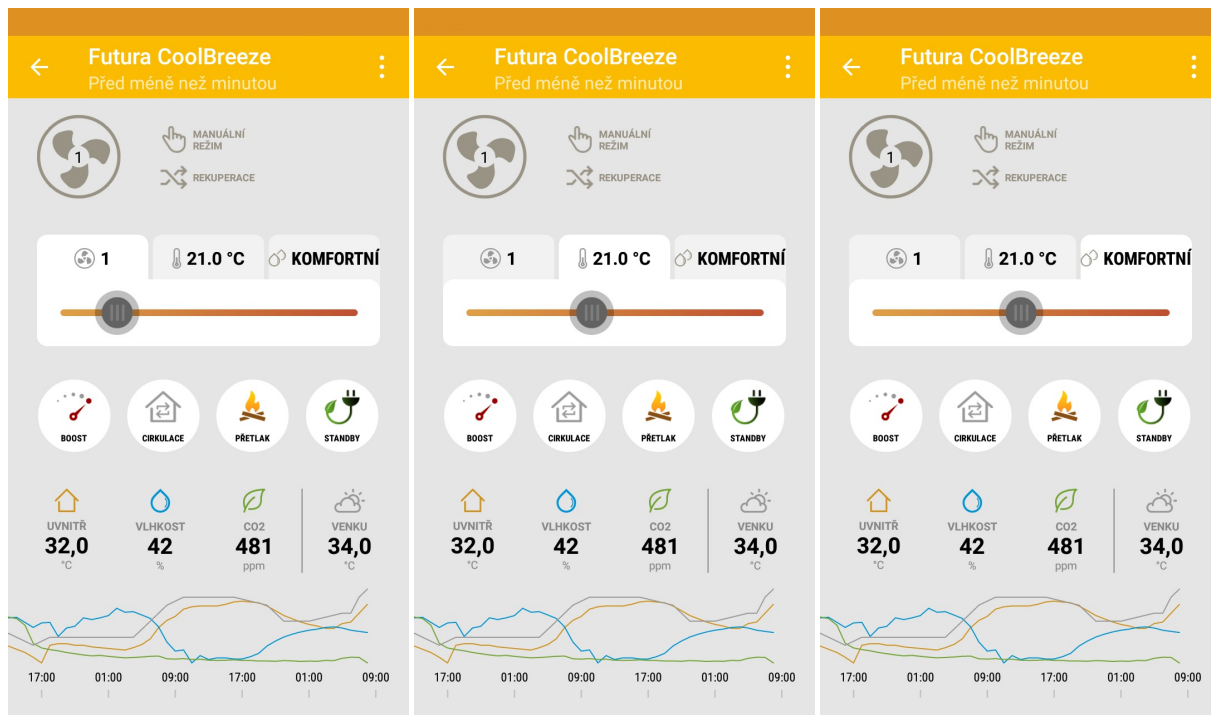 Futura CoolBreeze
Před méně než minutou
1
MANUÁLNÍ
REŽIM
REKUPERACE
1 21.0 °C KOMFORTNÍ
BOOST CIRKULACE PŘETLAK STANDBY
UVNITŘ VLHKOST CO2 VENKU
32,0 42 481 34,0
°C % ppm °C
17:00 01:00 09:00 17:00 01:00 09:00
Futura CoolBreeze
Před méně než minutou
1
MANUÁLNÍ
REŽIM
REKUPERACE
1 21.0 °C KOMFORTNÍ
BOOST CIRKULACE PŘETLAK STANDBY
UVNITŘ VLHKOST CO2 VENKU
32,0 42 481 34,0
°C % ppm °C
17:00 01:00 09:00 17:00 01:00 09:00
Futura CoolBreeze
Před méně než minutou
1
MANUÁLNÍ
REŽIM
REKUPERACE
1 21.0 °C KOMFORTNÍ
BOOST CIRKULACE PŘETLAK STANDBY
UVNITŘ VLHKOST CO2 VENKU
32,0 42 481 34,0
°C % ppm °C
17:00 01:00 09:00 17:00 01:00 09:00